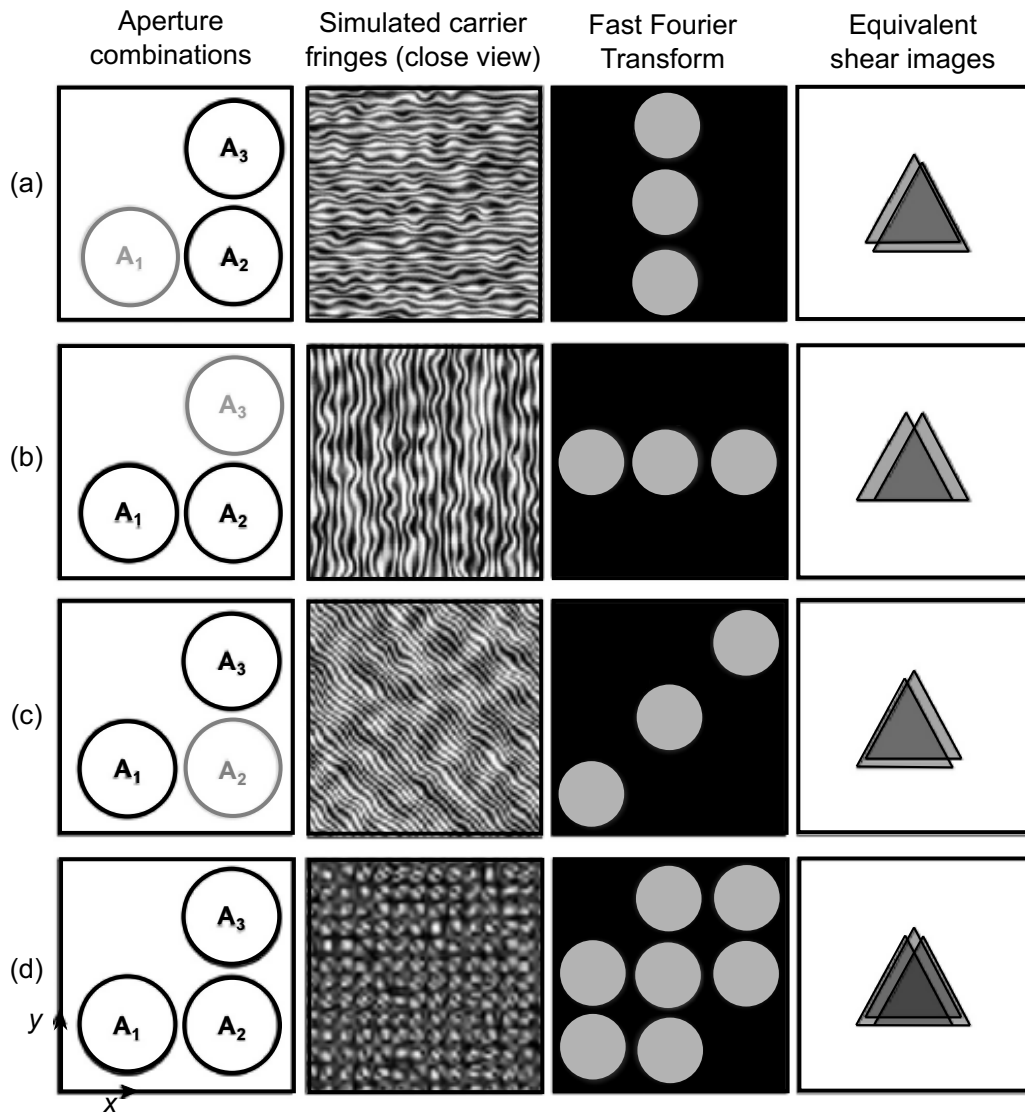 Aperture
combinations
Simulated carrier
fringes (close view)
Fast Fourier
Transform
Equivalent
shear images
(a)
A₃
A₁
A₂
(b)
A₃
A₁
A₂
(c)
A₃
A₁
A₂
(d)
A₃
A₁
A₂
y
x